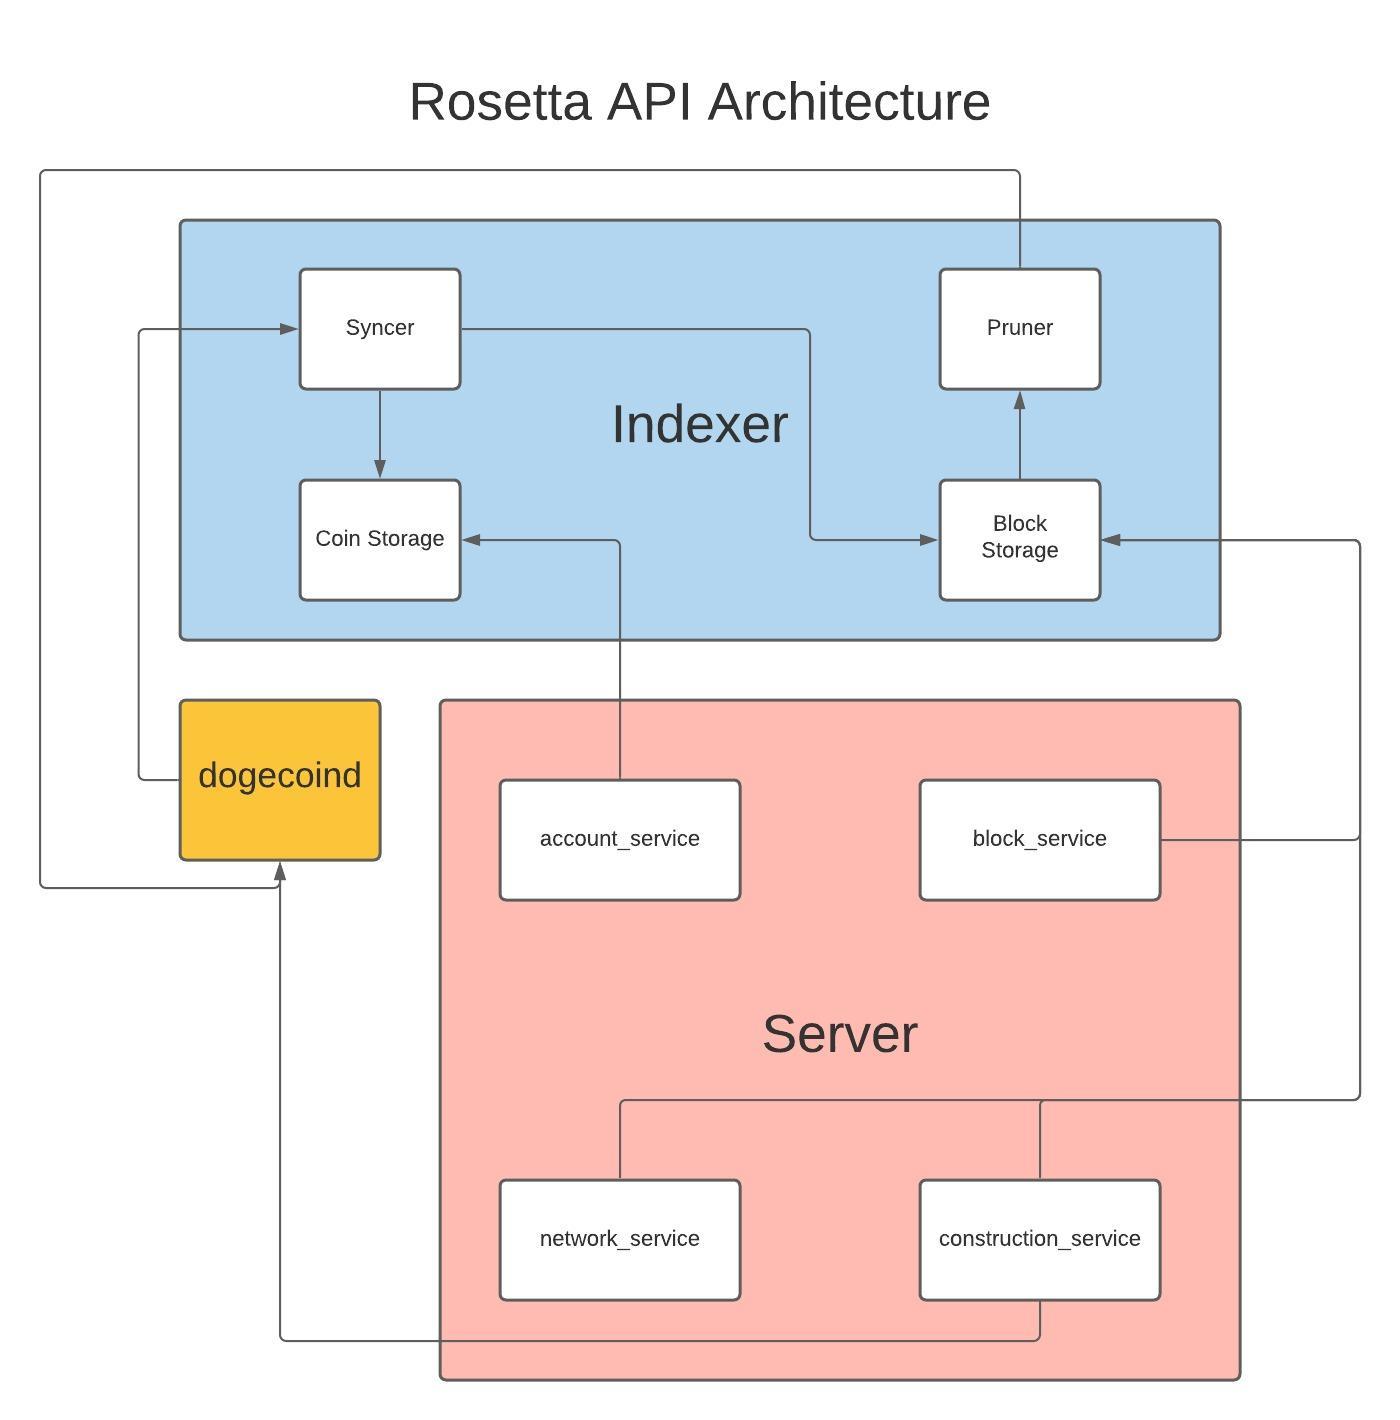 Rosetta API Architecture
Syncer
Pruner
Indexer
Coin Storage
Block
Storage
dogecoind
account_service
block_service
Server
network_service
construction_service